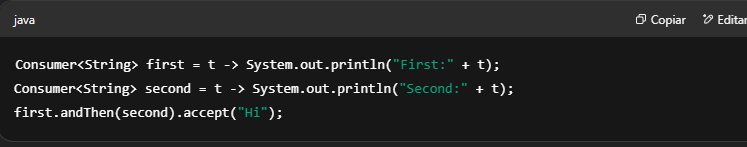 java
Copiar
Editar
Consumer<String> first = t -> System.out.println("First:" + t);
Consumer<String> second = t -> System.out.println("Second:" + t);
first.andThen(second).accept("Hi");